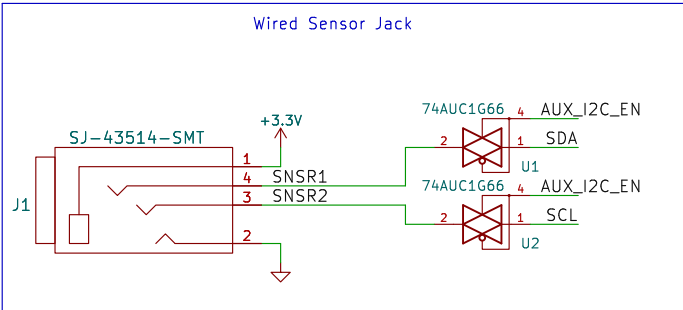 Wired Sensor Jack
74AUC1G66
4
AUX_I2C_EN
+3.3V
SJ-43514-SMT
2
1
SDA
1
U1
4
SNSR1
74AUC1G66
4
AUX_I2C_EN
3
SNSR2
J1
2
1
SCL
2
U2